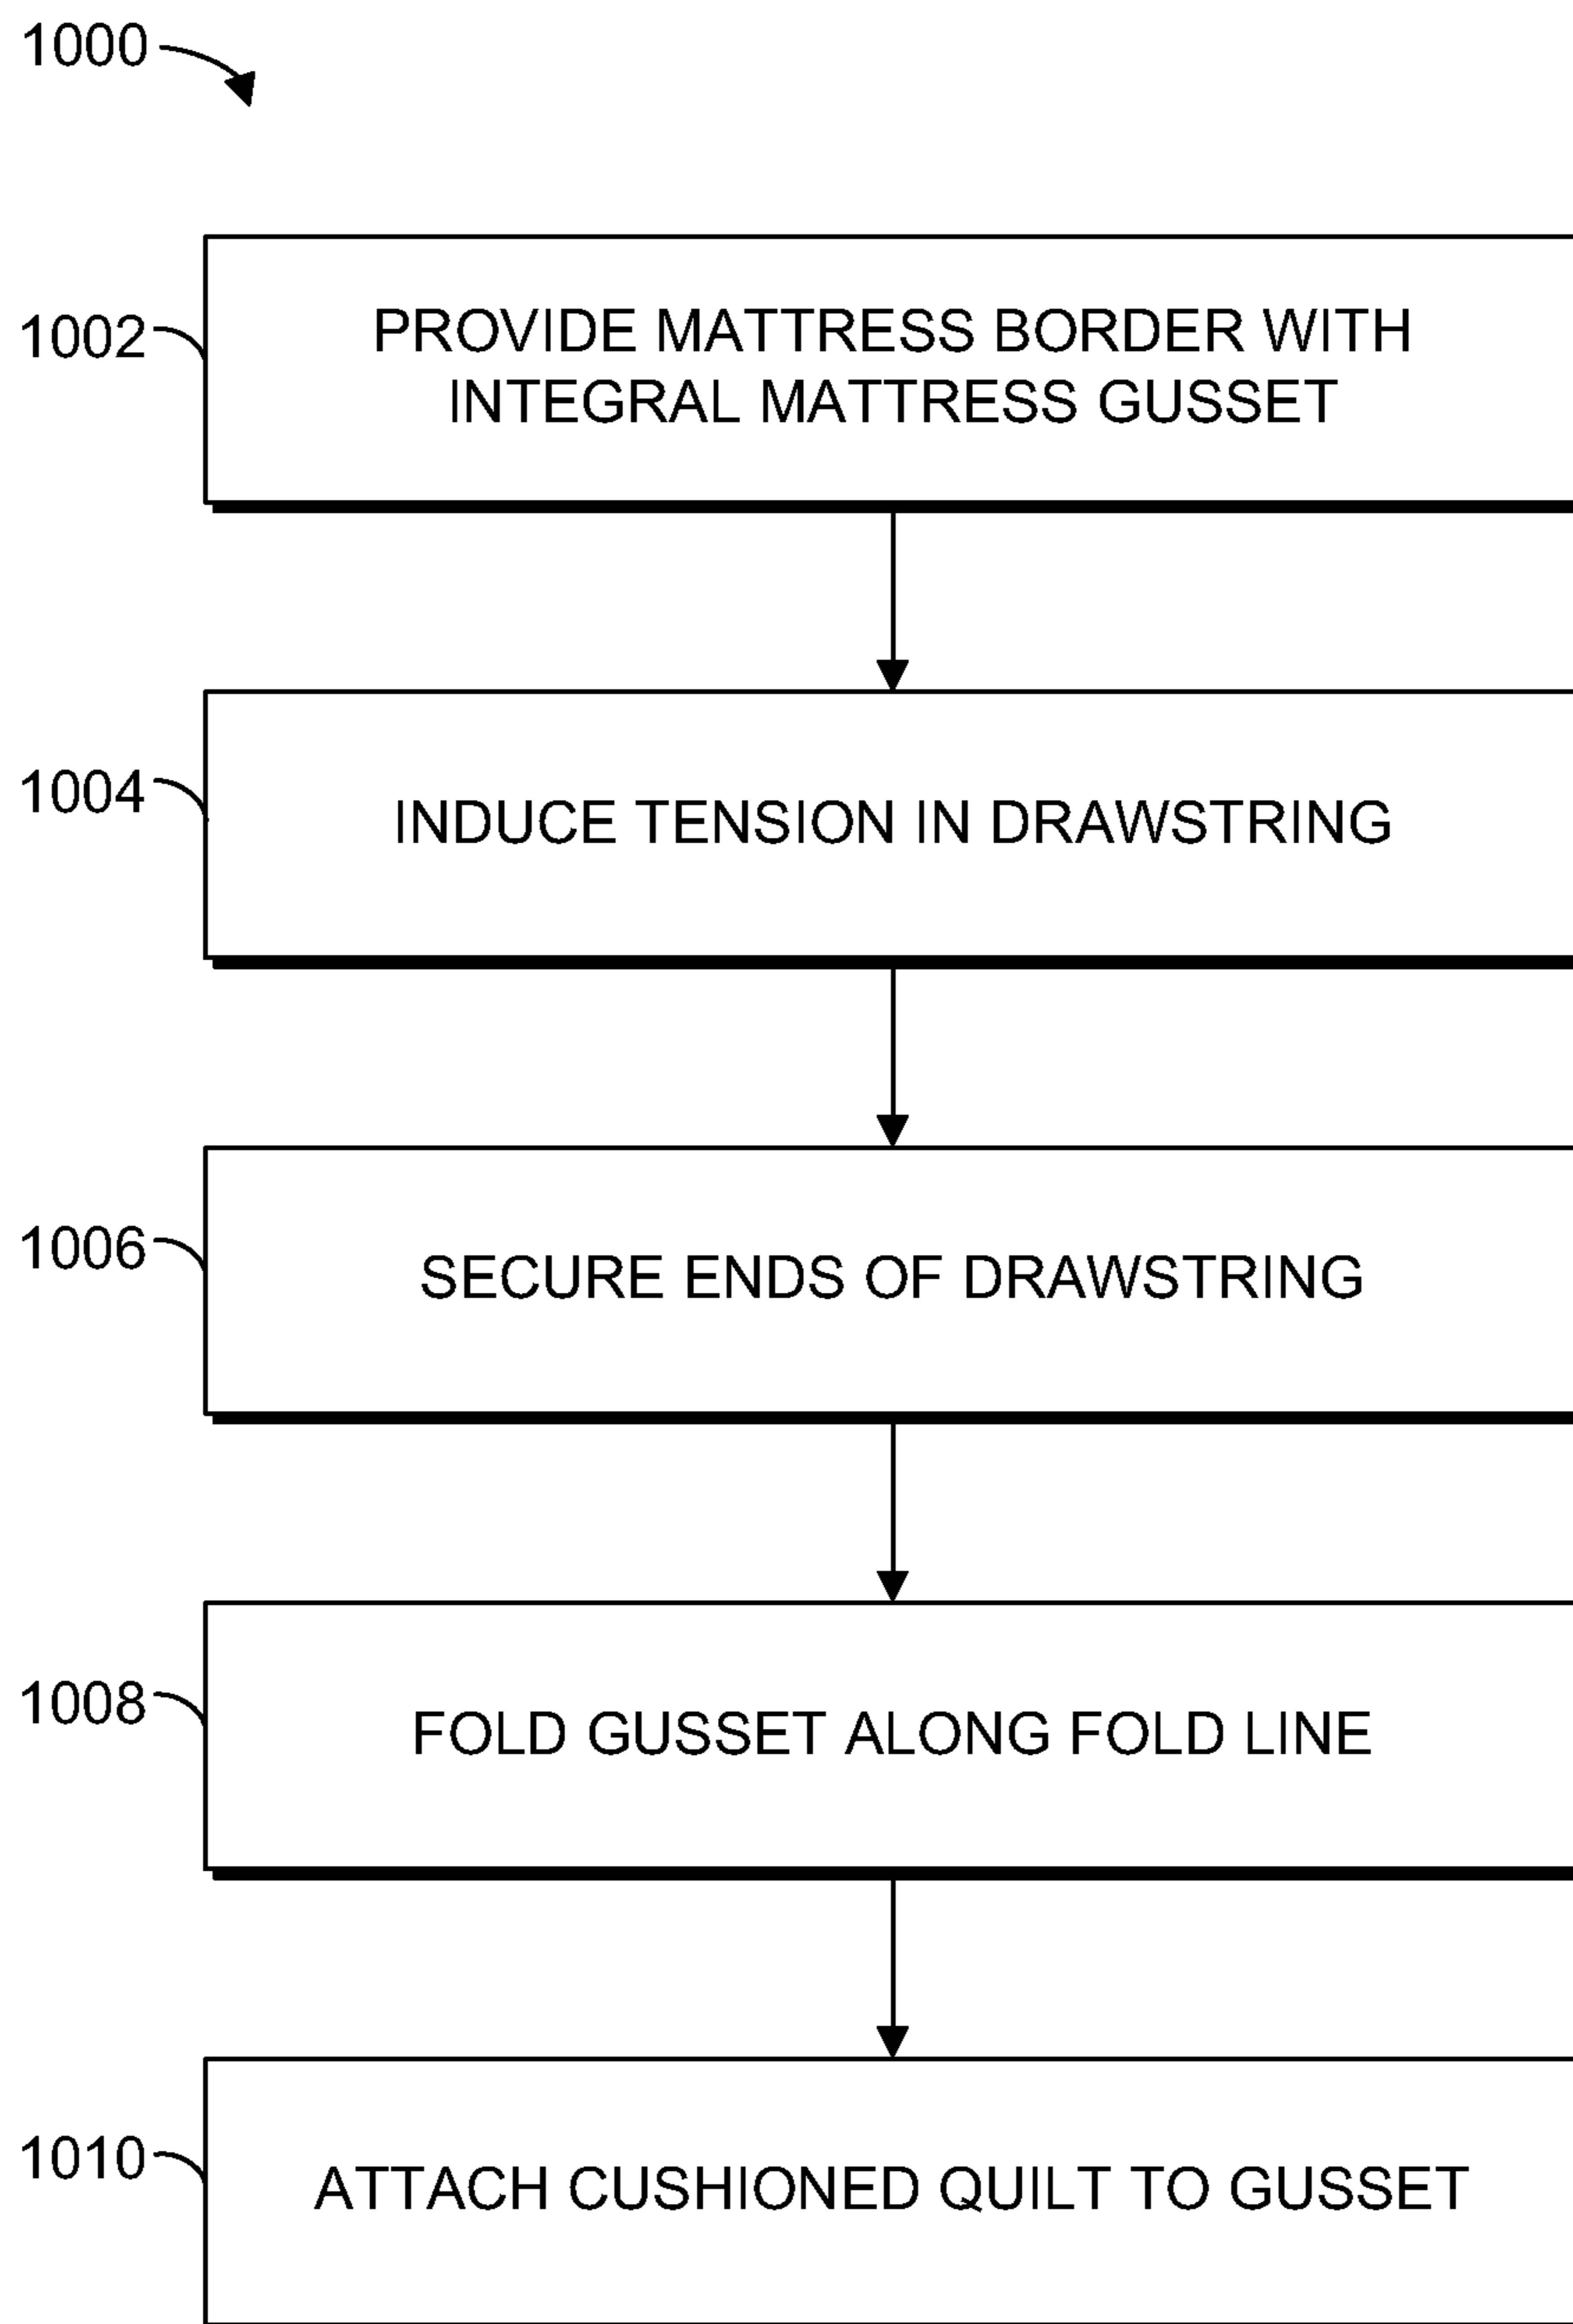 1000
1002
PROVIDE MATTRESS BORDER WITH
INTEGRAL MATTRESS GUSSET
1004
INDUCE TENSION IN DRAWSTRING
1006
SECURE ENDS OF DRAWSTRING
1008
FOLD GUSSET ALONG FOLD LINE
1010
ATTACH CUSHIONED QUILT TO GUSSET